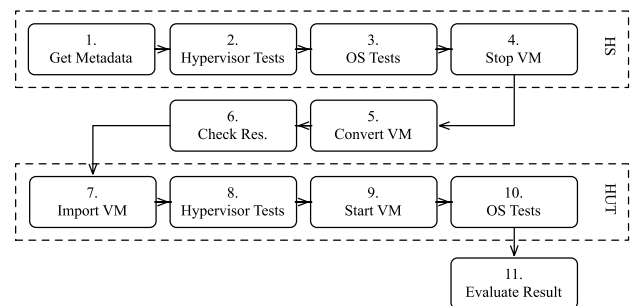 1.
Get Metadata
2.
Hypervisor Tests
3.
OS Tests
4.
Stop VM
HS
5.
Convert VM
6.
Check Res.
7.
Import VM
8.
Hypervisor Tests
9.
Start VM
10.
OS Tests
HUT
11.
Evaluate Result